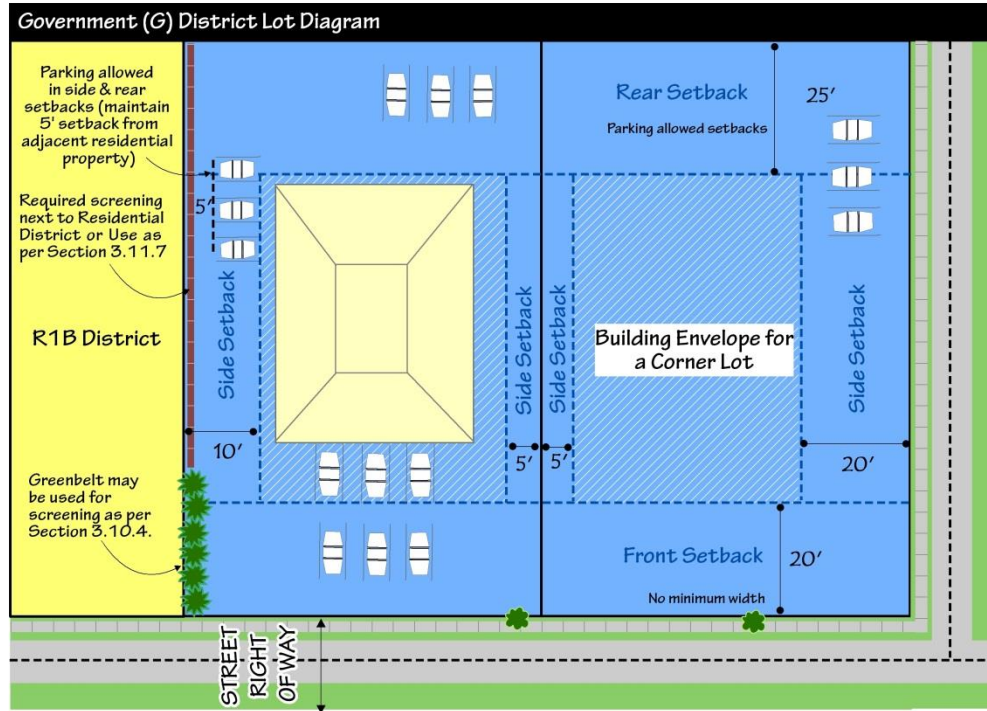 Government (G) District Lot Diagram
Parking allowed
in side & rear
setbacks (maintain
5' setback from
adjacent residential
property)
5'
Required screening
next to Residential
District or Use as
per Section 3.11.7
R1B District
Greenbelt may
be used for
screening as per
Section 3.10.4.
Side Setback
10'
Side Setback
5'
Side Setback
5'
Rear Setback
Parking allowed setbacks
25'
Building Envelope for
a Corner Lot
Side Setback
20'
Front Setback
20'
No minimum width
STREET
RIGHT
OF WAY